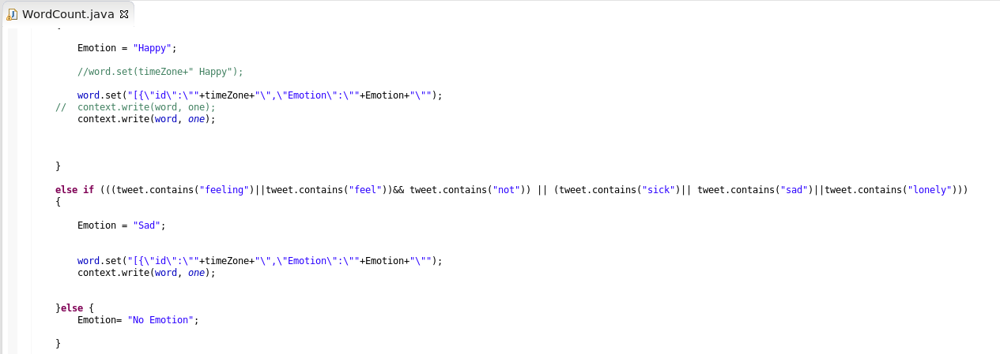 WordCount.java
Emotion = "Happy";
//word.set(timeZone+" Happy");
word.set("[{\"id\":\""+timeZone+"\",\"Emotion\":\""+Emotion+"\"");
//  context.write(word, one);
context.write(word, one);
}
else if (((tweet.contains("feeling")||tweet.contains("feel"))&& tweet.contains("not")) || (tweet.contains("sick")|| tweet.contains("sad")||tweet.contains("lonely")))
{
Emotion = "Sad";
word.set("[{\"id\":\""+timeZone+"\",\"Emotion\":\""+Emotion+"\"");
context.write(word, one);
}else {
Emotion= "No Emotion";
}